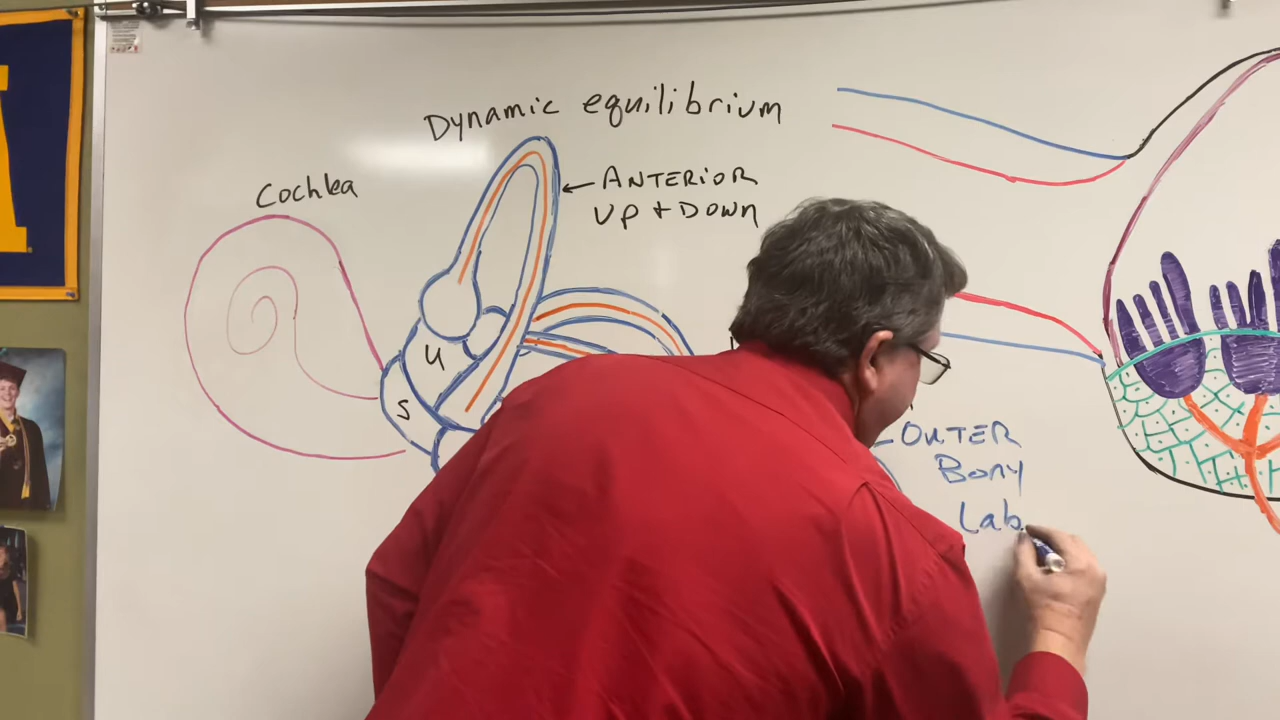 Dynamic equilibrium
Cochlea
ANTERIOR
UP + DOWN
U
S
OUTER
Bony
Lab